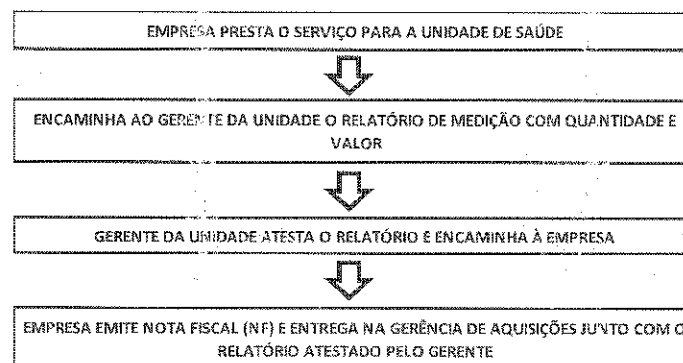 EMPRESA PRESTA O SERVIÇO PARA A UNIDADE DE SAÚDE
ENCAMINHA AO GERENTE DA UNIDADE O RELATÓRIO DE MEDIÇÃO COM QUANTIDADE E
VALOR
GERENTE DA UNIDADE ATESTA O RELATÓRIO E ENCAMINHA À EMPRESA
EMPRESA EMITE NOTA FISCAL (NF) E ENTREGA NA GERÊNCIA DE AQUISIÇÕES JUNTO COM O
RELATÓRIO ATESTADO PELO GERENTE